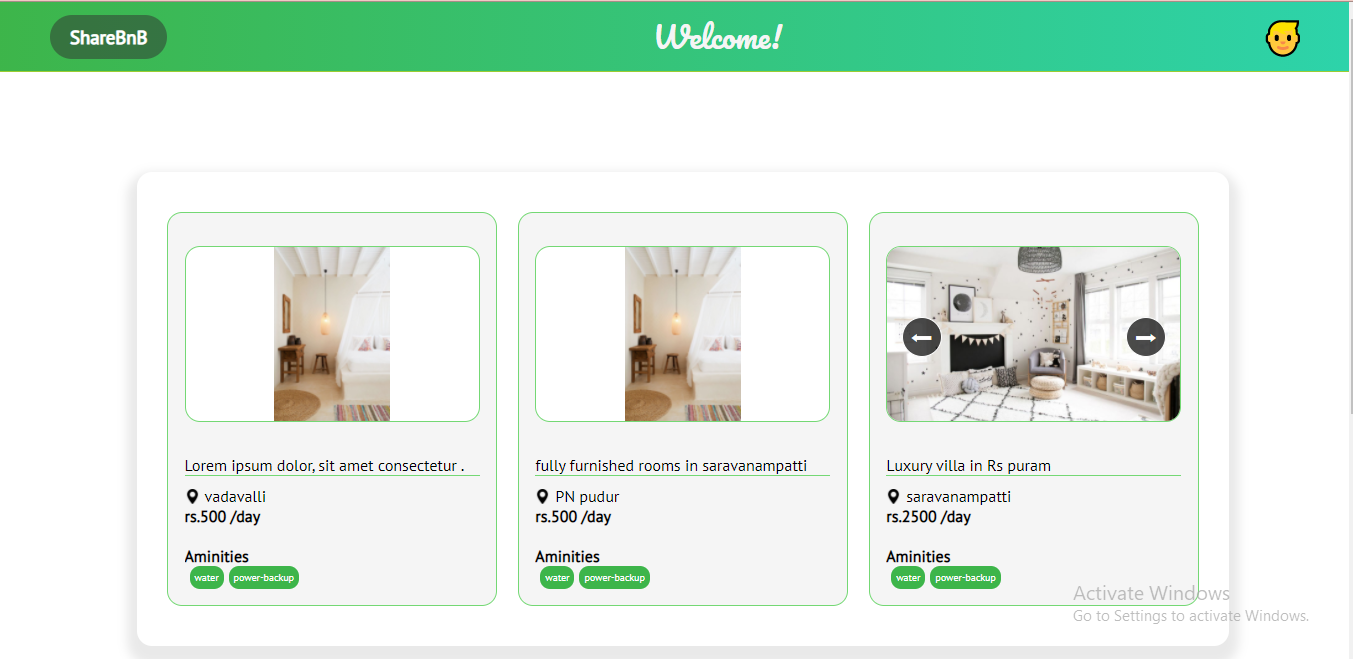 ShareBnB
Welcome!
Lorem ipsum dolor, sit amet consectetur .
vadavalli
rs.500 /day
Aminities
water power-backup
fully furnished rooms in saravanampatti
PN pudur
rs.500 /day
Aminities
water power-backup
Luxury villa in Rs puram
saravanampatti
rs.2500 /day
Aminities
water power-backup
Activate Windows
Go to Settings to activate Windows.